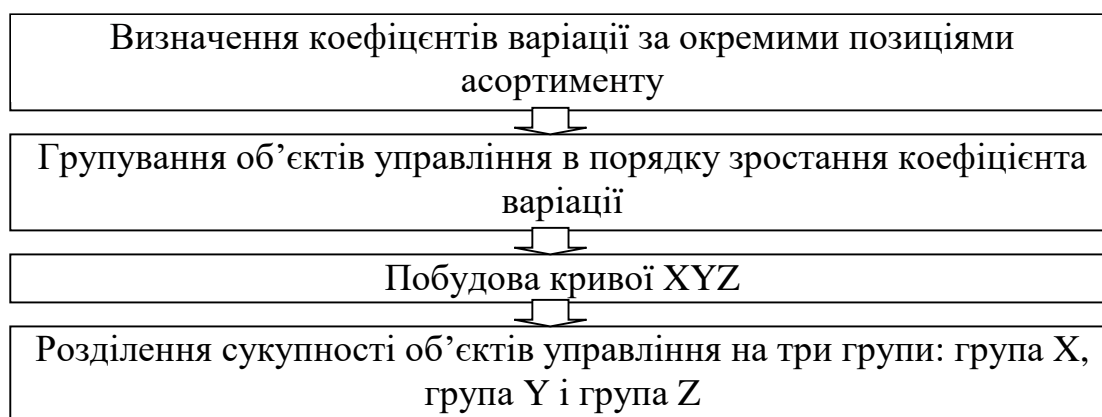 Визначення коефіцєнтів варіації за окремими позиціями
асортименту
Групування об’єктів управління в порядку зростання коефіцієнта
варіації
Побудова кривої XYZ
Розділення сукупності об’єктів управління на три групи: група X,
група Y і група Z